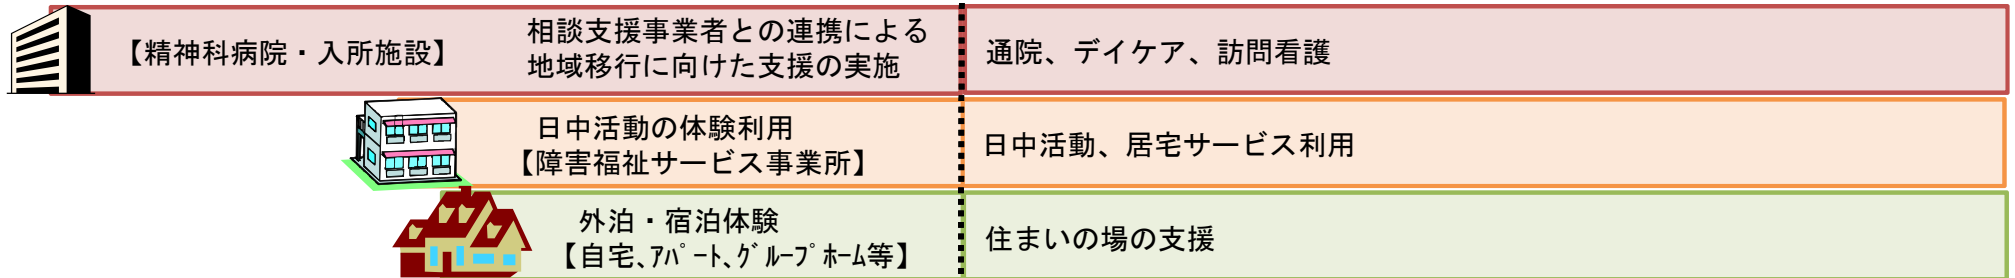 【精神科病院・入所施設】
相談支援事業者との連携による
地域移行に向けた支援の実施
通院、デイケア、訪問看護
日中活動の体験利用
【障害福祉サービス事業所】
日中活動、居宅サービス利用
外泊・宿泊体験
【自宅、ｱﾊﾟｰﾄ、ｸﾞﾙｰﾌﾟﾎｰﾑ等】
住まいの場の支援